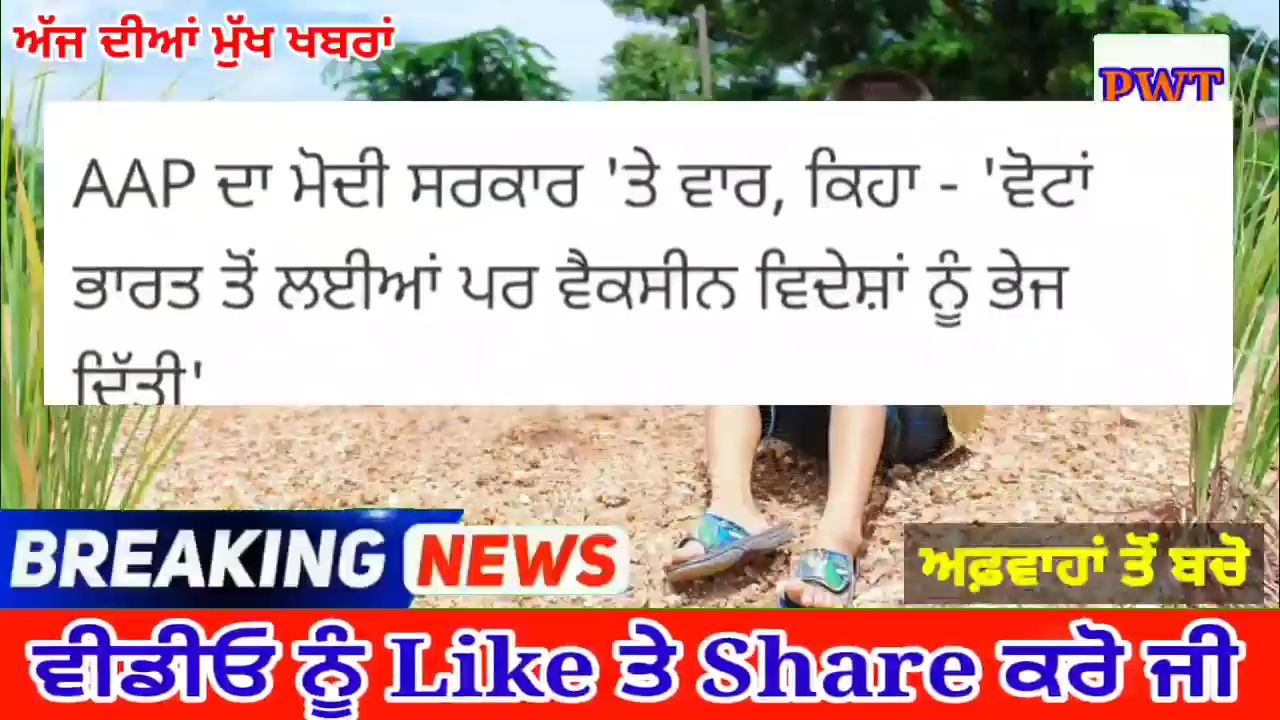 ਅੱਜ ਦੀਆਂ ਮੁੱਖ ਖਬਰਾਂ
PWT
AAP ਦਾ ਮੋਦੀ ਸਰਕਾਰ 'ਤੇ ਵਾਰ, ਕਿਹਾ - 'ਵੋਟਾਂ
ਭਾਰਤ ਤੋਂ ਲਈਆਂ ਪਰ ਵੈਕਸੀਨ ਵਿਦੇਸ਼ਾਂ ਨੂੰ ਭੇਜ
ਦਿੱਤੀ'
BREAKING NEWS
ਅਫ਼ਵਾਹਾਂ ਤੋਂ ਬਚੋ
ਵੀਡੀਓ ਨੂੰ Like ਤੇ Share ਕਰੋ ਜੀ